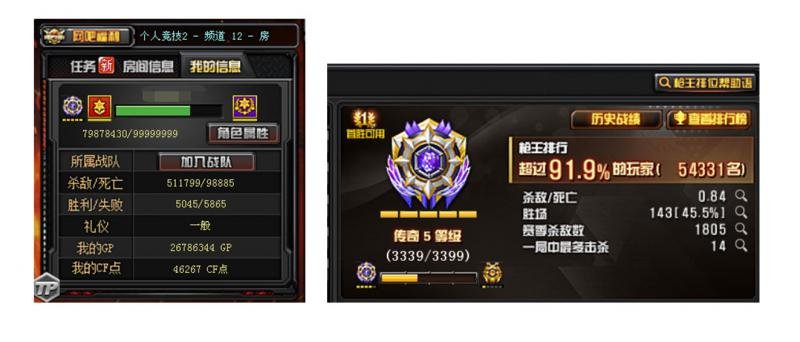 网吧福利 个人竞技2 - 频道 12 - 房
任务 新 房间信息 我的信息
79878430/99999999 角色属性
所属战队 加入战队
杀敌/死亡 511799/98885
胜利/失败 5045/5865
礼仪 一般
我的GP 26786344 GP
我的CF点 46267 CF点
TP
枪王排位帮助语
1
首胜可用
历史战绩 查看排行榜
枪王排行
超过91.9%的玩家( 54331名)
杀敌/死亡 0.84
胜场 143[45.5%]
赛季杀敌数 1805
一局中最多击杀 14
传奇 5 等级
(3339/3399)